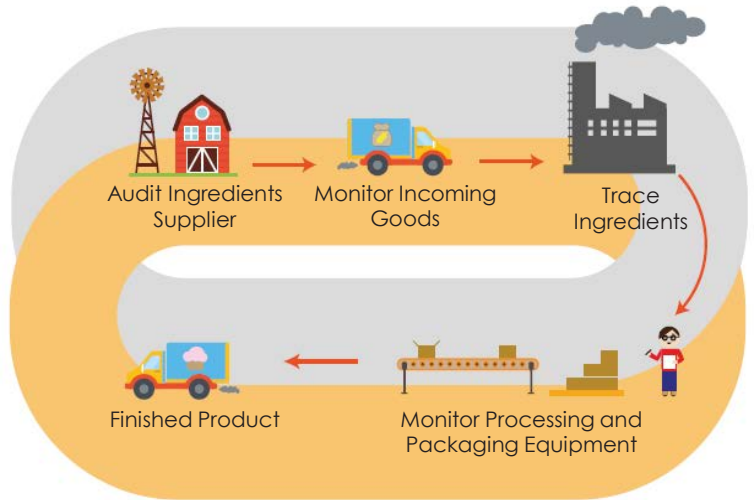 Audit Ingredients
Supplier
Monitor Incoming
Goods
Trace
Ingredients
Finished Product
Monitor Processing and
Packaging Equipment